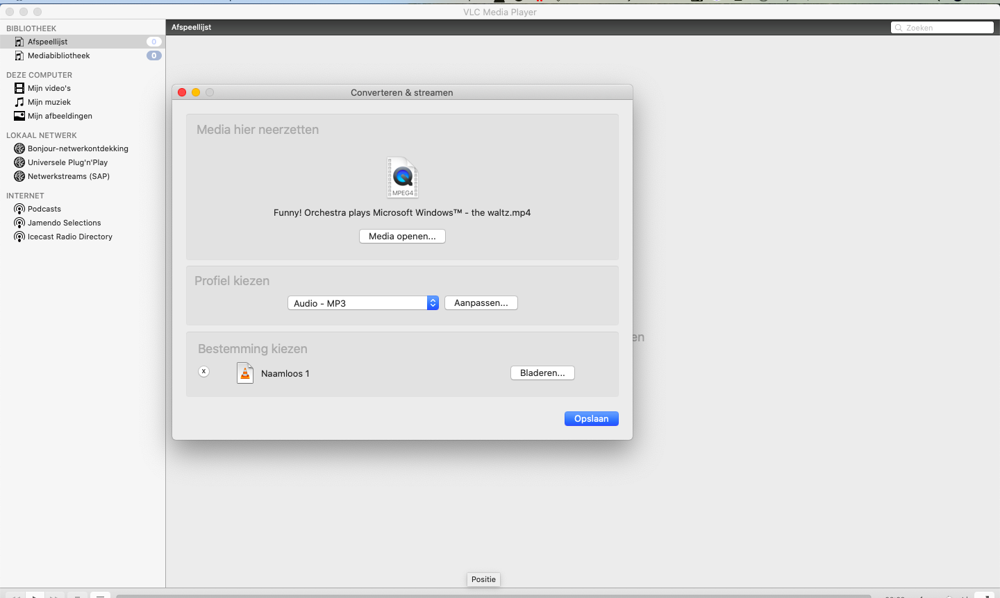 VLC Media Player
BIBLIOTHEEK
Afspeellijst
0
Mediabibliotheek
0
DEZE COMPUTER
Mijn video's
Mijn muziek
Mijn afbeeldingen
LOKAAL NETWERK
Bonjour-netwerkontdekking
Universele Plug'n'Play
Netwerkstreams (SAP)
INTERNET
Podcasts
Jamendo Selections
Icecast Radio Directory
Afspeellijst
Zoeken
Converteren & streamen
Media hier neerzetten
MPEG4
Funny! Orchestra plays Microsoft Windows™ - the waltz.mp4
Media openen...
Profiel kiezen
Audio - MP3
Aanpassen...
Bestemming kiezen
x
Naamloos 1
Bladeren...
Opslaan
en
Positie